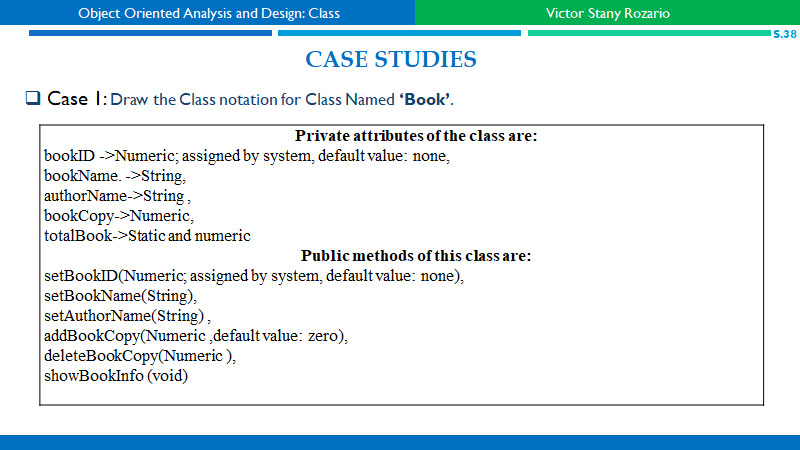 Object Oriented Analysis and Design: Class
Victor Stany Rozario
S.38
CASE STUDIES
Case 1: Draw the Class notation for Class Named ‘Book’.
Private attributes of the class are:
bookID ->Numeric; assigned by system, default value: none,
bookName. ->String,
authorName->String ,
bookCopy->Numeric,
totalBook->Static and numeric
Public methods of this class are:
setBookID(Numeric; assigned by system, default value: none),
setBookName(String),
setAuthorName(String) ,
addBookCopy(Numeric ,default value: zero),
deleteBookCopy(Numeric ),
showBookInfo (void)